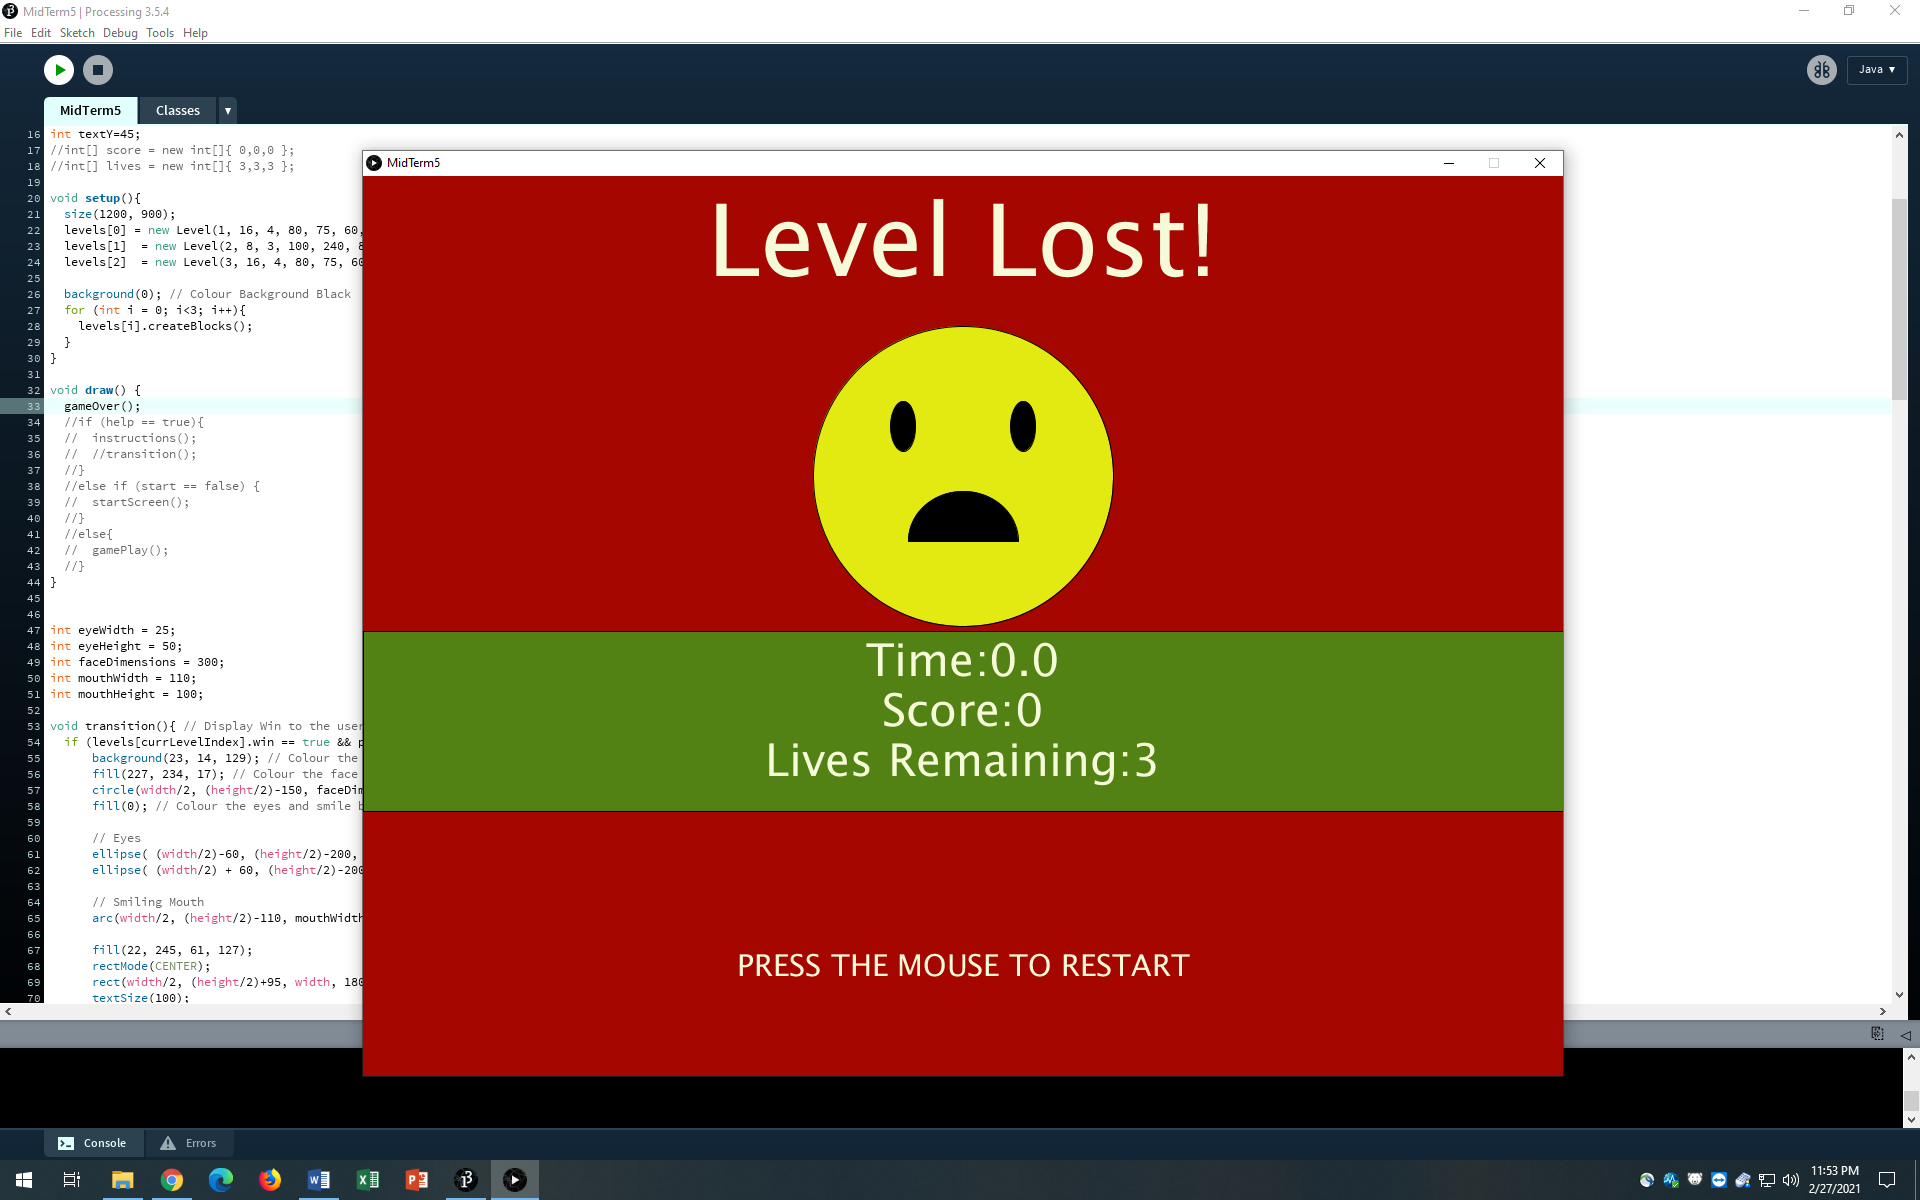 MidTerm5 | Processing 3.5.4
File Edit Sketch Debug Tools Help
Java ▼
MidTerm5 Classes ▼
16 int textY=45;
17 //int[] score = new int[]{ 0,0,0 };
18 //int[] lives = new int[]{ 3,3,3 };
19
20 void setup(){
21 size(1200, 900);
22 levels[0] = new Level(1, 16, 4, 80, 75, 60,
23 levels[1]  = new Level(2, 8, 3, 100, 240, 8
24 levels[2]  = new Level(3, 16, 4, 80, 75, 60
25
26 background(0); // Colour Background Black
27 for (int i = 0; i<3; i++){
28 levels[i].createBlocks();
29 }
30 }
31
32 void draw() {
33 gameOver();
34 //if (help == true){
35 //  instructions();
36 //  //transition();
37 //}
38 //else if (start == false) {
39 //  startScreen();
40 //}
41 //else{
42 //  gamePlay();
43 //}
44 }
45
46
47 int eyeWidth = 25;
48 int eyeHeight = 50;
49 int faceDimensions = 300;
50 int mouthWidth = 110;
51 int mouthHeight = 100;
52
53 void transition(){ // Display Win to the user
54 if (levels[currLevelIndex].win == true && p
55 background(23, 14, 129); // Colour the
56 fill(227, 234, 17); // Colour the face
57 circle(width/2, (height/2)-150, faceDim
58 fill(0); // Colour the eyes and smile b
59
60 // Eyes
61 ellipse( (width/2)-60, (height/2)-200,
62 ellipse( (width/2) + 60, (height/2)-200
63
64 // Smiling Mouth
65 arc(width/2, (height/2)-110, mouthWidth
66
67 fill(22, 245, 61, 127);
68 rectMode(CENTER);
69 rect(width/2, (height/2)+95, width, 180
70 textSize(100);
MidTerm5
Level Lost!
Time:0.0
Score:0
Lives Remaining:3
PRESS THE MOUSE TO RESTART
Console Errors
11:53 PM
2/27/2021